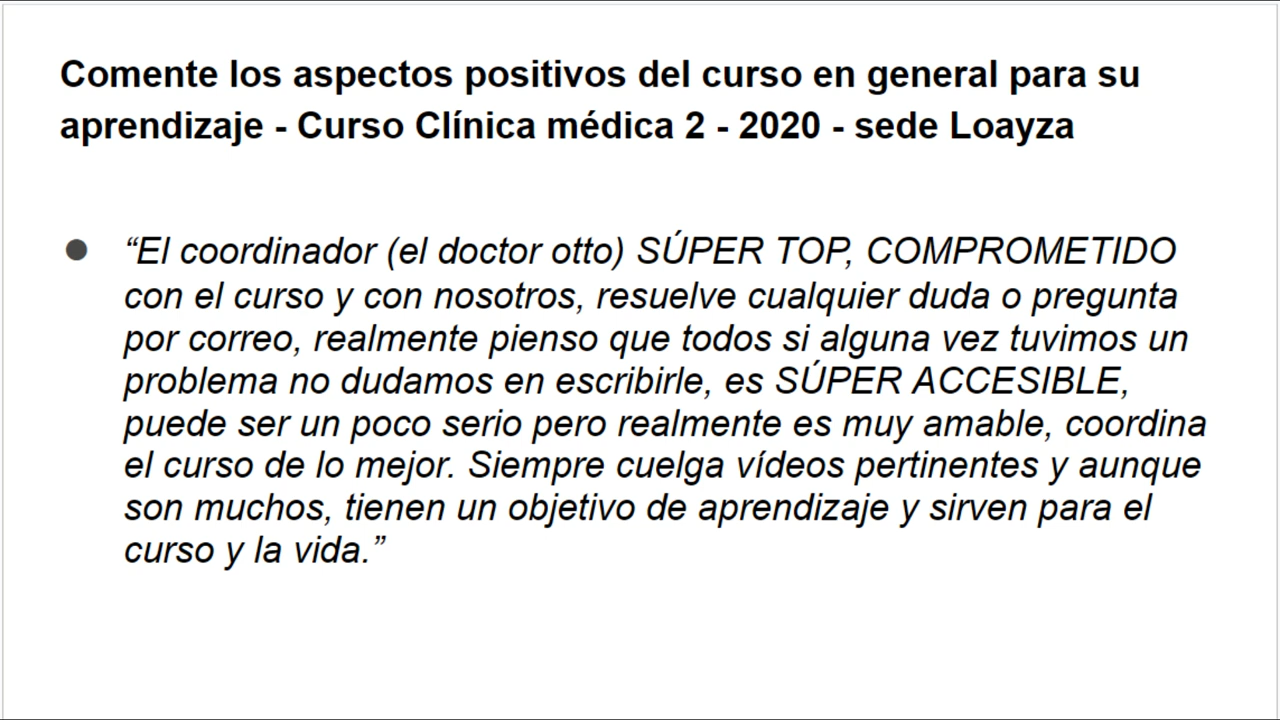 Comente los aspectos positivos del curso en general para su
aprendizaje - Curso Clínica médica 2 - 2020 - sede Loayza
● “El coordinador (el doctor otto) SÚPER TOP, COMPROMETIDO
con el curso y con nosotros, resuelve cualquier duda o pregunta
por correo, realmente pienso que todos si alguna vez tuvimos un
problema no dudamos en escribirle, es SÚPER ACCESIBLE,
puede ser un poco serio pero realmente es muy amable, coordina
el curso de lo mejor. Siempre cuelga vídeos pertinentes y aunque
son muchos, tienen un objetivo de aprendizaje y sirven para el
curso y la vida.”